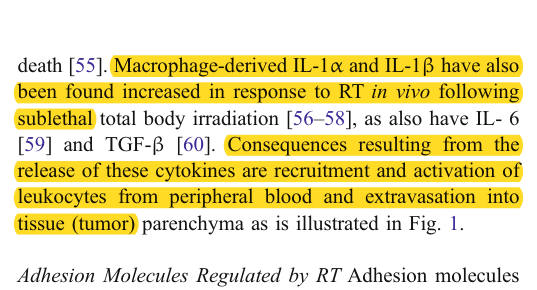 death [55]. Macrophage-derived IL-1α and IL-1β have also
been found increased in response to RT in vivo following
sublethal total body irradiation [56–58], as also have IL- 6
[59] and TGF-β [60]. Consequences resulting from the
release of these cytokines are recruitment and activation of
leukocytes from peripheral blood and extravasation into
tissue (tumor) parenchyma as is illustrated in Fig. 1.
Adhesion Molecules Regulated by RT Adhesion molecules